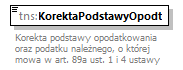 tns:KorektaPodstawyOpodt
Korekta podstawy opodatkowania
oraz podatku należnego, o której
mowa w art. 89a ust. 1 i 4 ustawy